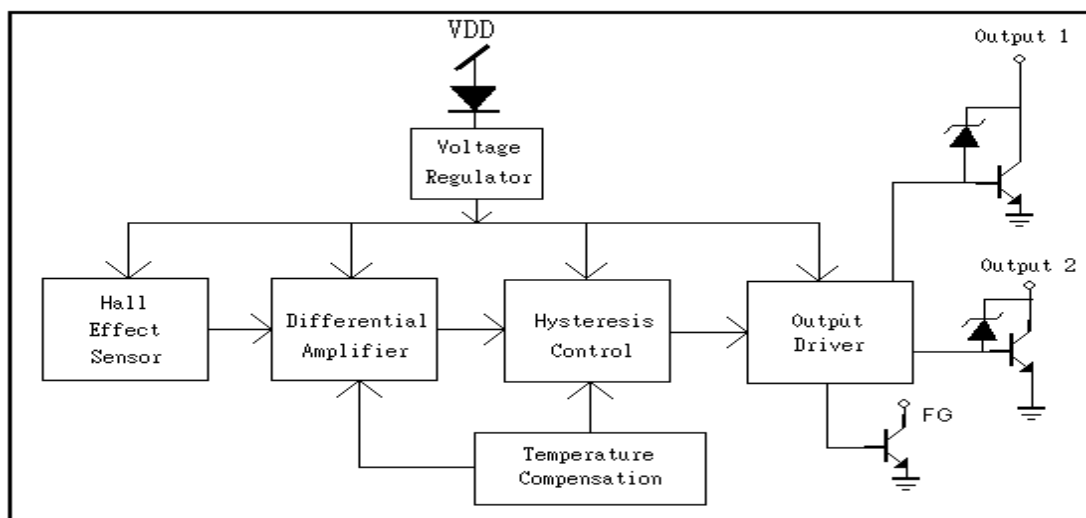 VDD
Output 1
Voltage
Regulator
Output 2
Hall
Effect
Sensor
Differential
Amplifier
Hysteresis
Control
Output
Driver
FG
Temperature
Compensation